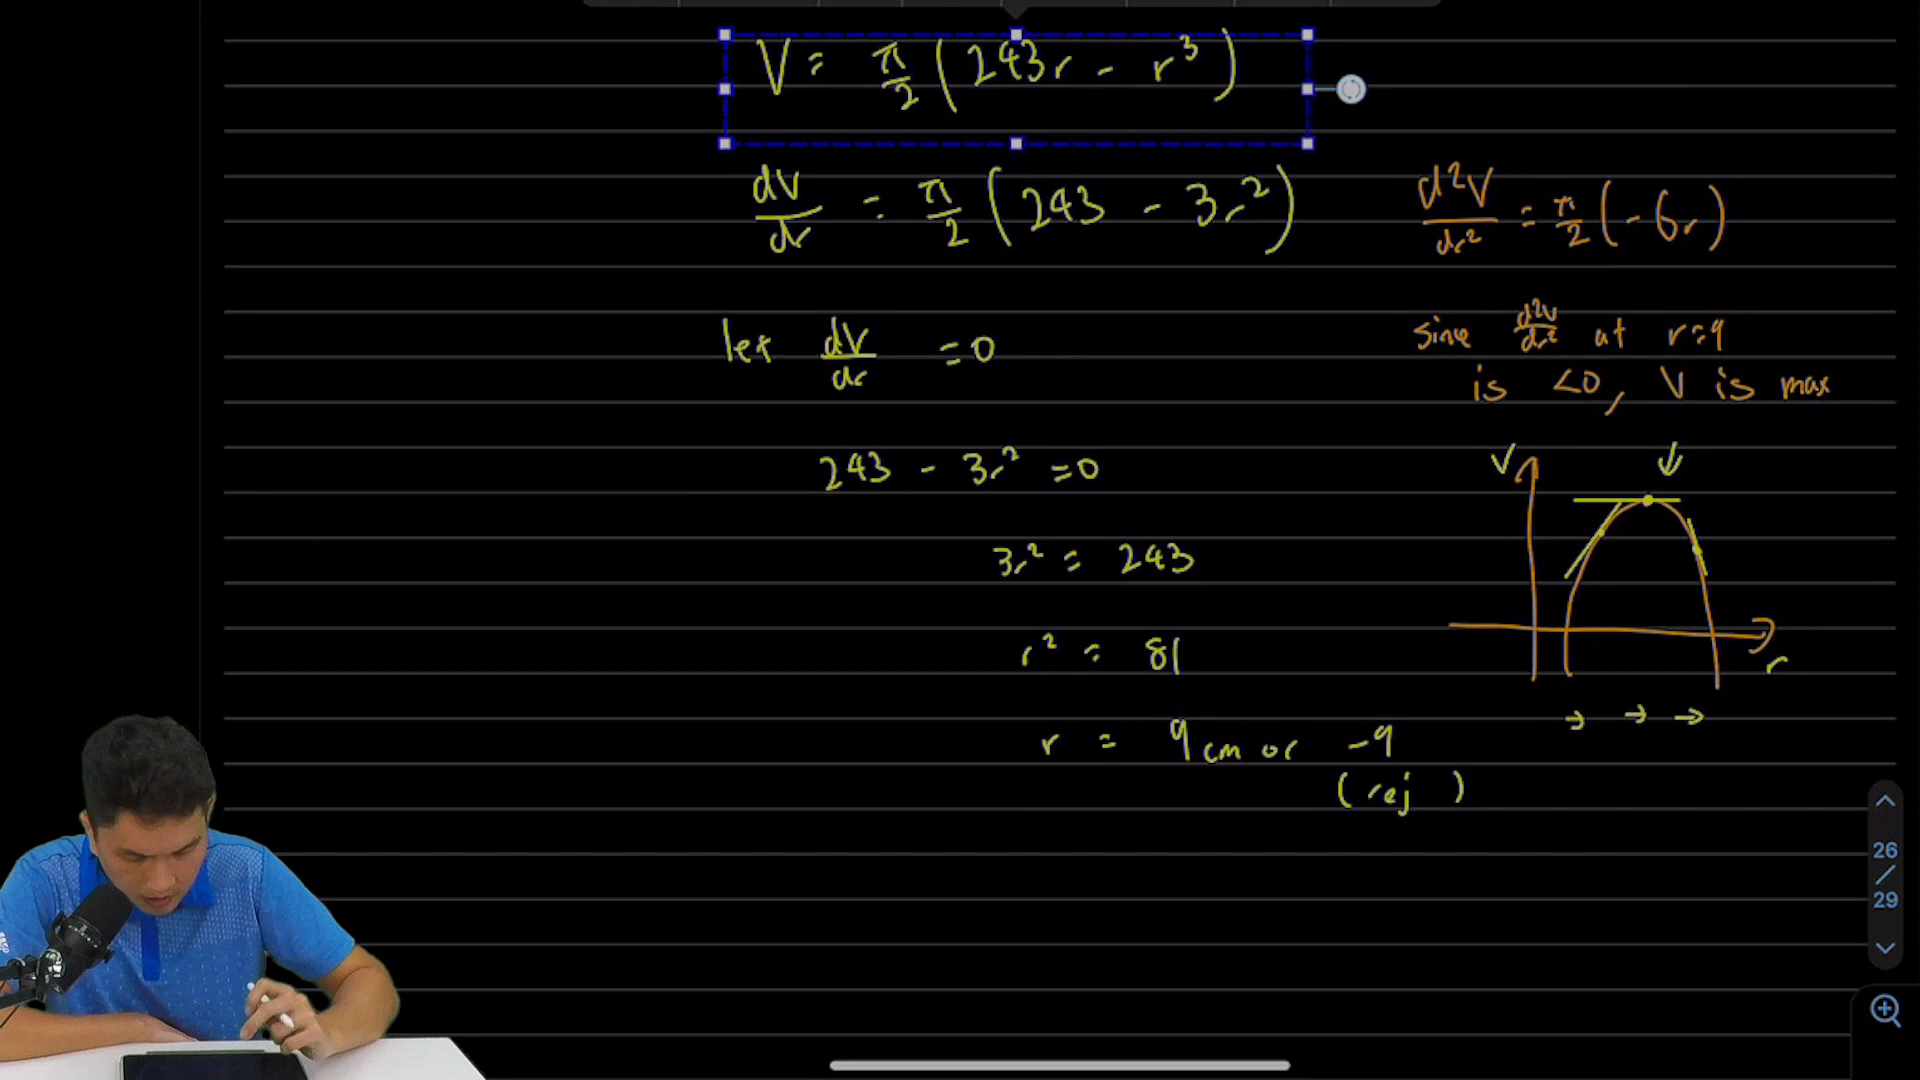 V = π/2 (243r - r³)
dV/dr = π/2 (243 - 3r²)
let dV/dr = 0
243 - 3r² = 0
3r² = 243
r² = 81
r = 9cm or -9
(rej)
d²V/dr² = π/2 (-6r)
sine d²V/dr² at r=9
is <0, V is max
V
r
26
/
29